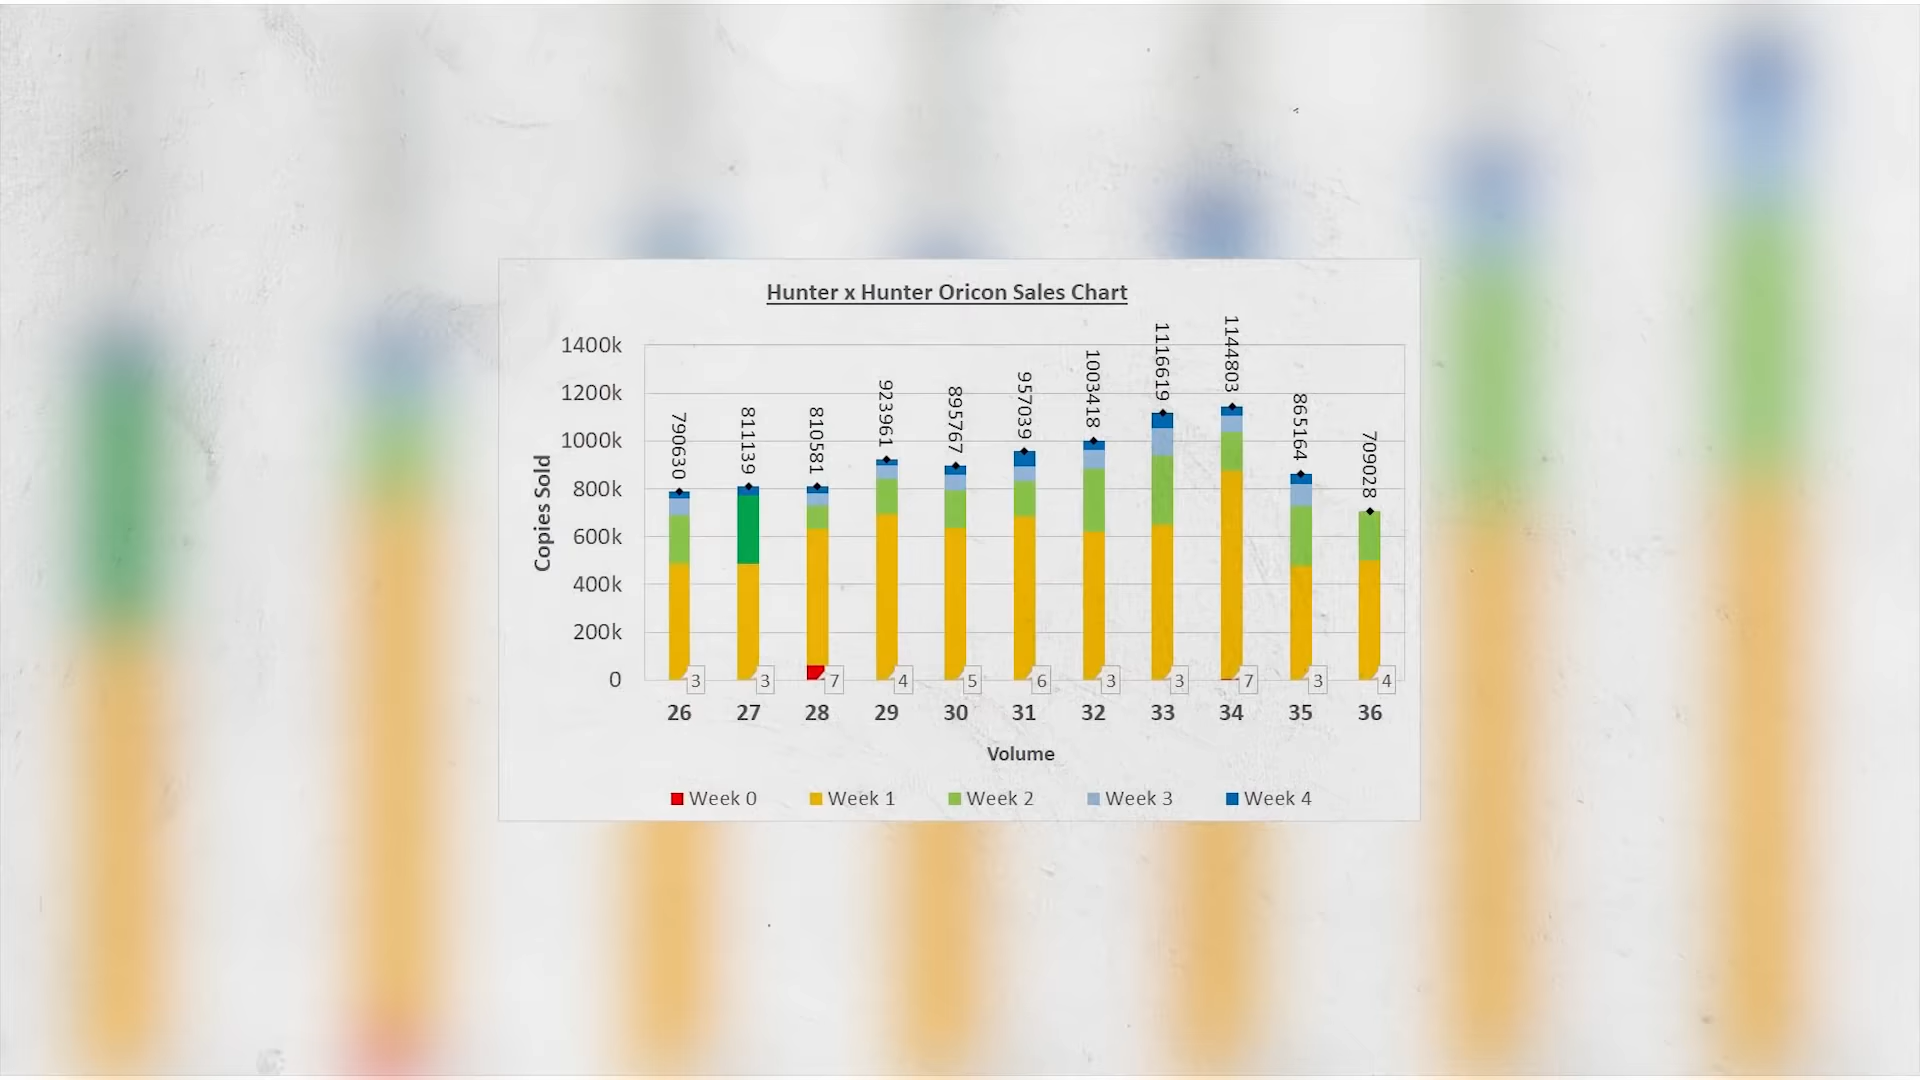 Hunter x Hunter Oricon Sales Chart
1400k
1200k
1000k
800k
600k
400k
200k
0
Copies Sold
790630
811139
810581
923961
895767
957039
1003418
1116619
1144803
865164
709028
3 3 7 4 5 6 3 3 7 3 4
26 27 28 29 30 31 32 33 34 35 36
Volume
Week 0 Week 1 Week 2 Week 3 Week 4